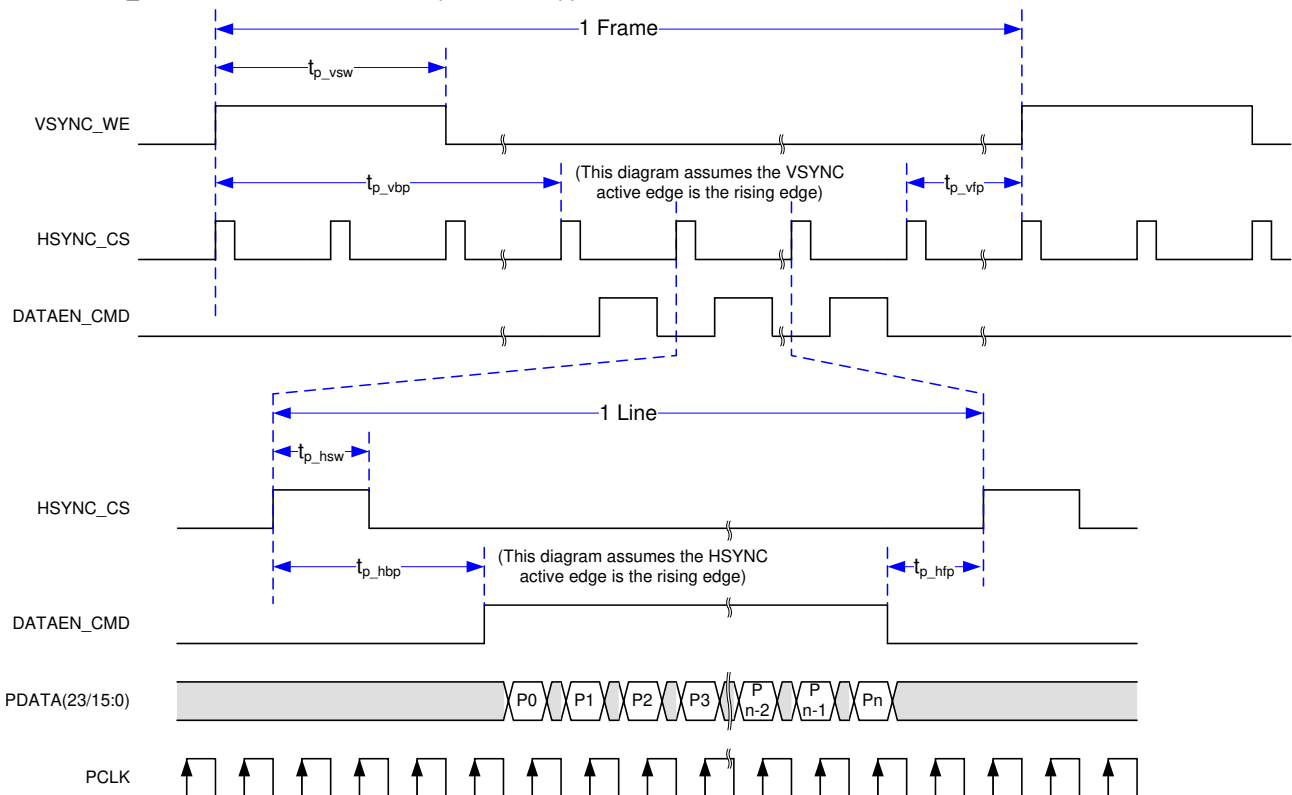 1 Frame
tp_vsw
VSYNC_WE
tp_vbp
(This diagram assumes the VSYNC
active edge is the rising edge)
tp_vfp
HSYNC_CS
DATAEN_CMD
1 Line
tp_hsw
HSYNC_CS
tp_hbp
(This diagram assumes the HSYNC
active edge is the rising edge)
tp_hfp
DATAEN_CMD
PDATA(23/15:0)
P0
P1
P2
P3
P
n-2
P
n-1
Pn
PCLK